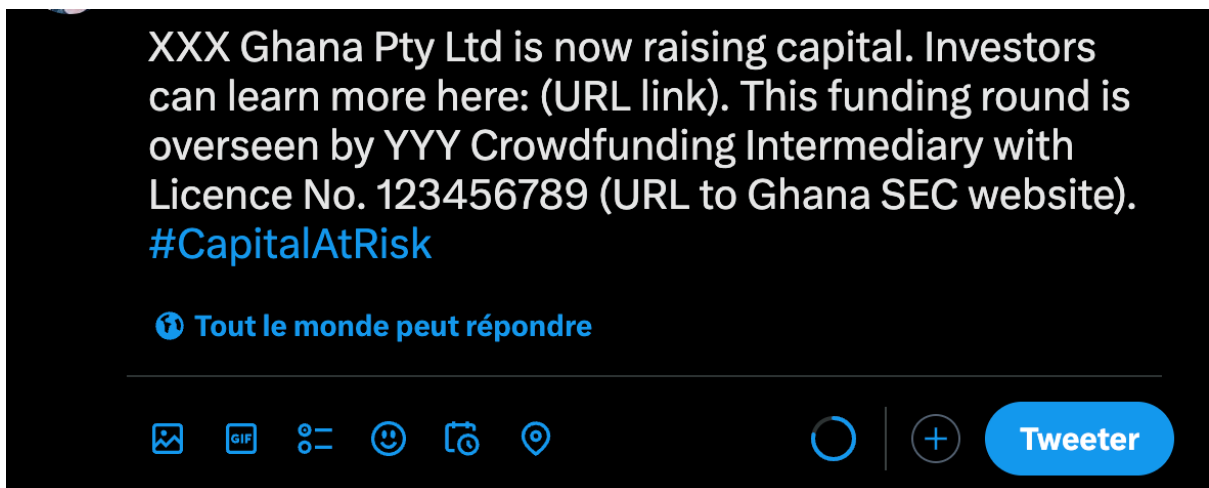 XXX Ghana Pty Ltd is now raising capital. Investors
can learn more here: (URL link). This funding round is
overseen by YYY Crowdfunding Intermediary with
Licence No. 123456789 (URL to Ghana SEC website).
#CapitalAtRisk
Tout le monde peut répondre
GIF
Tweeter